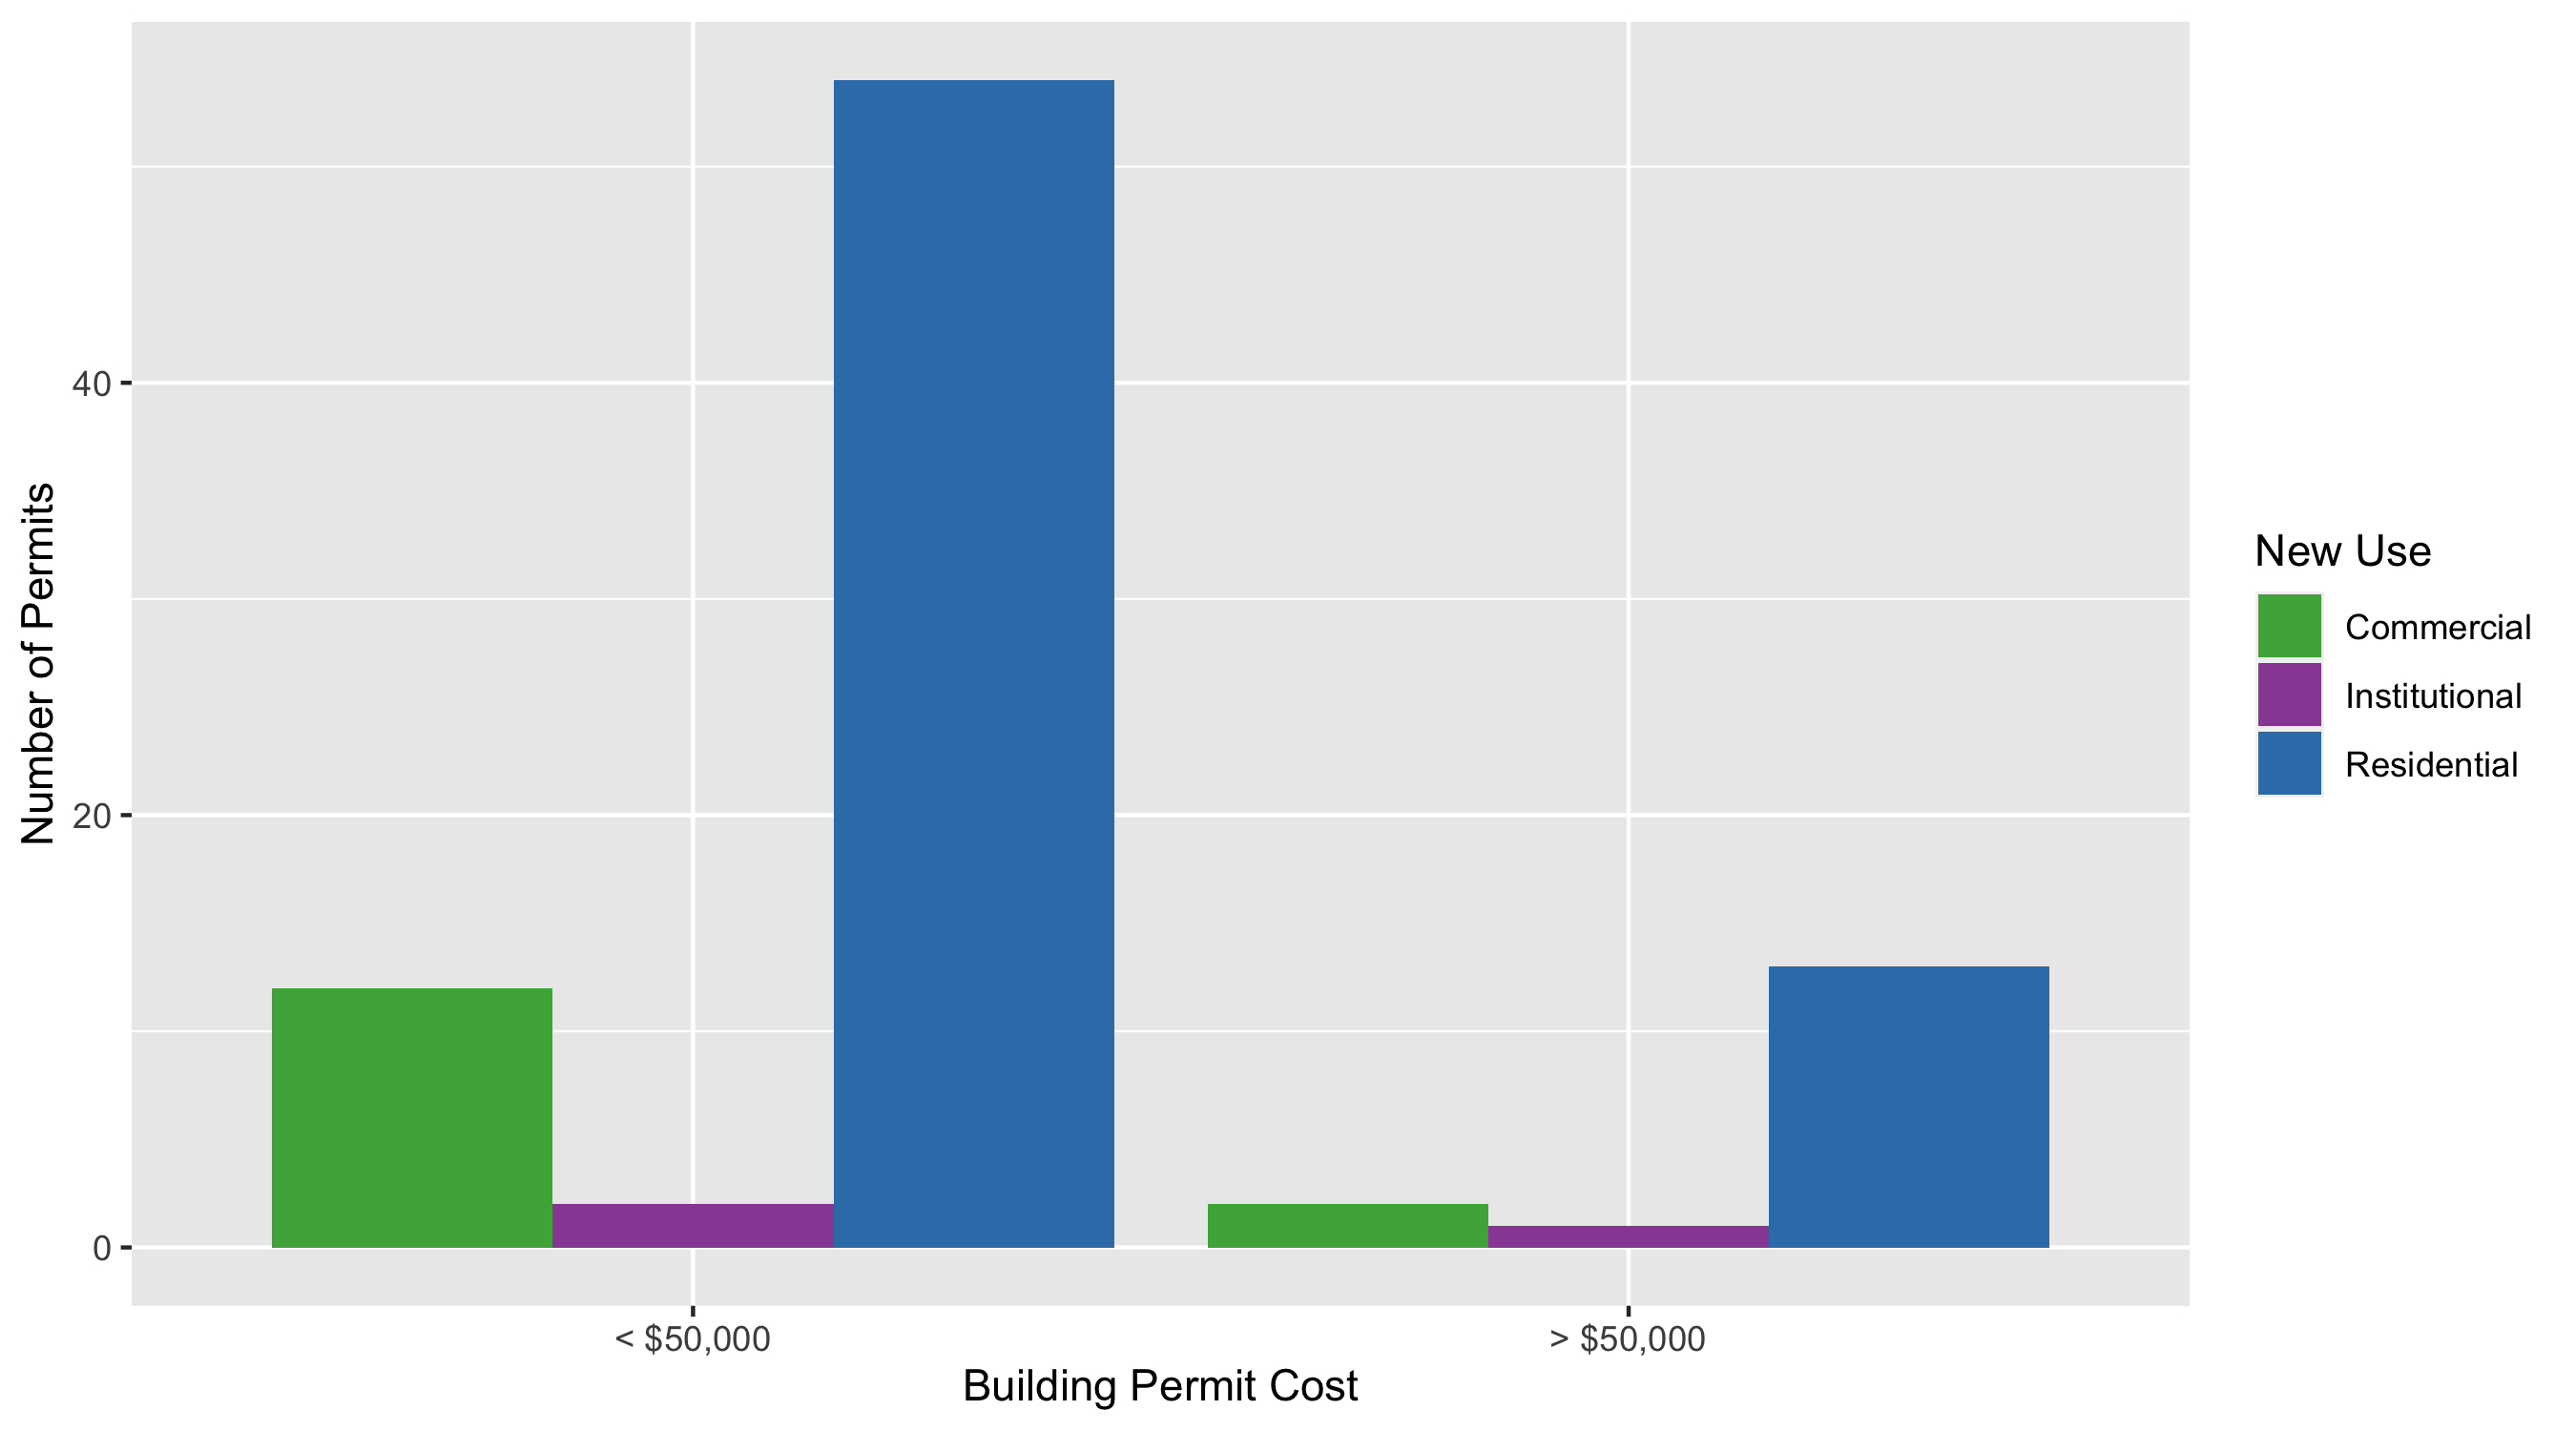 Number of Permits
40
20
0
< $50,000
> $50,000
Building Permit Cost
New Use
Commercial
Institutional
Residential